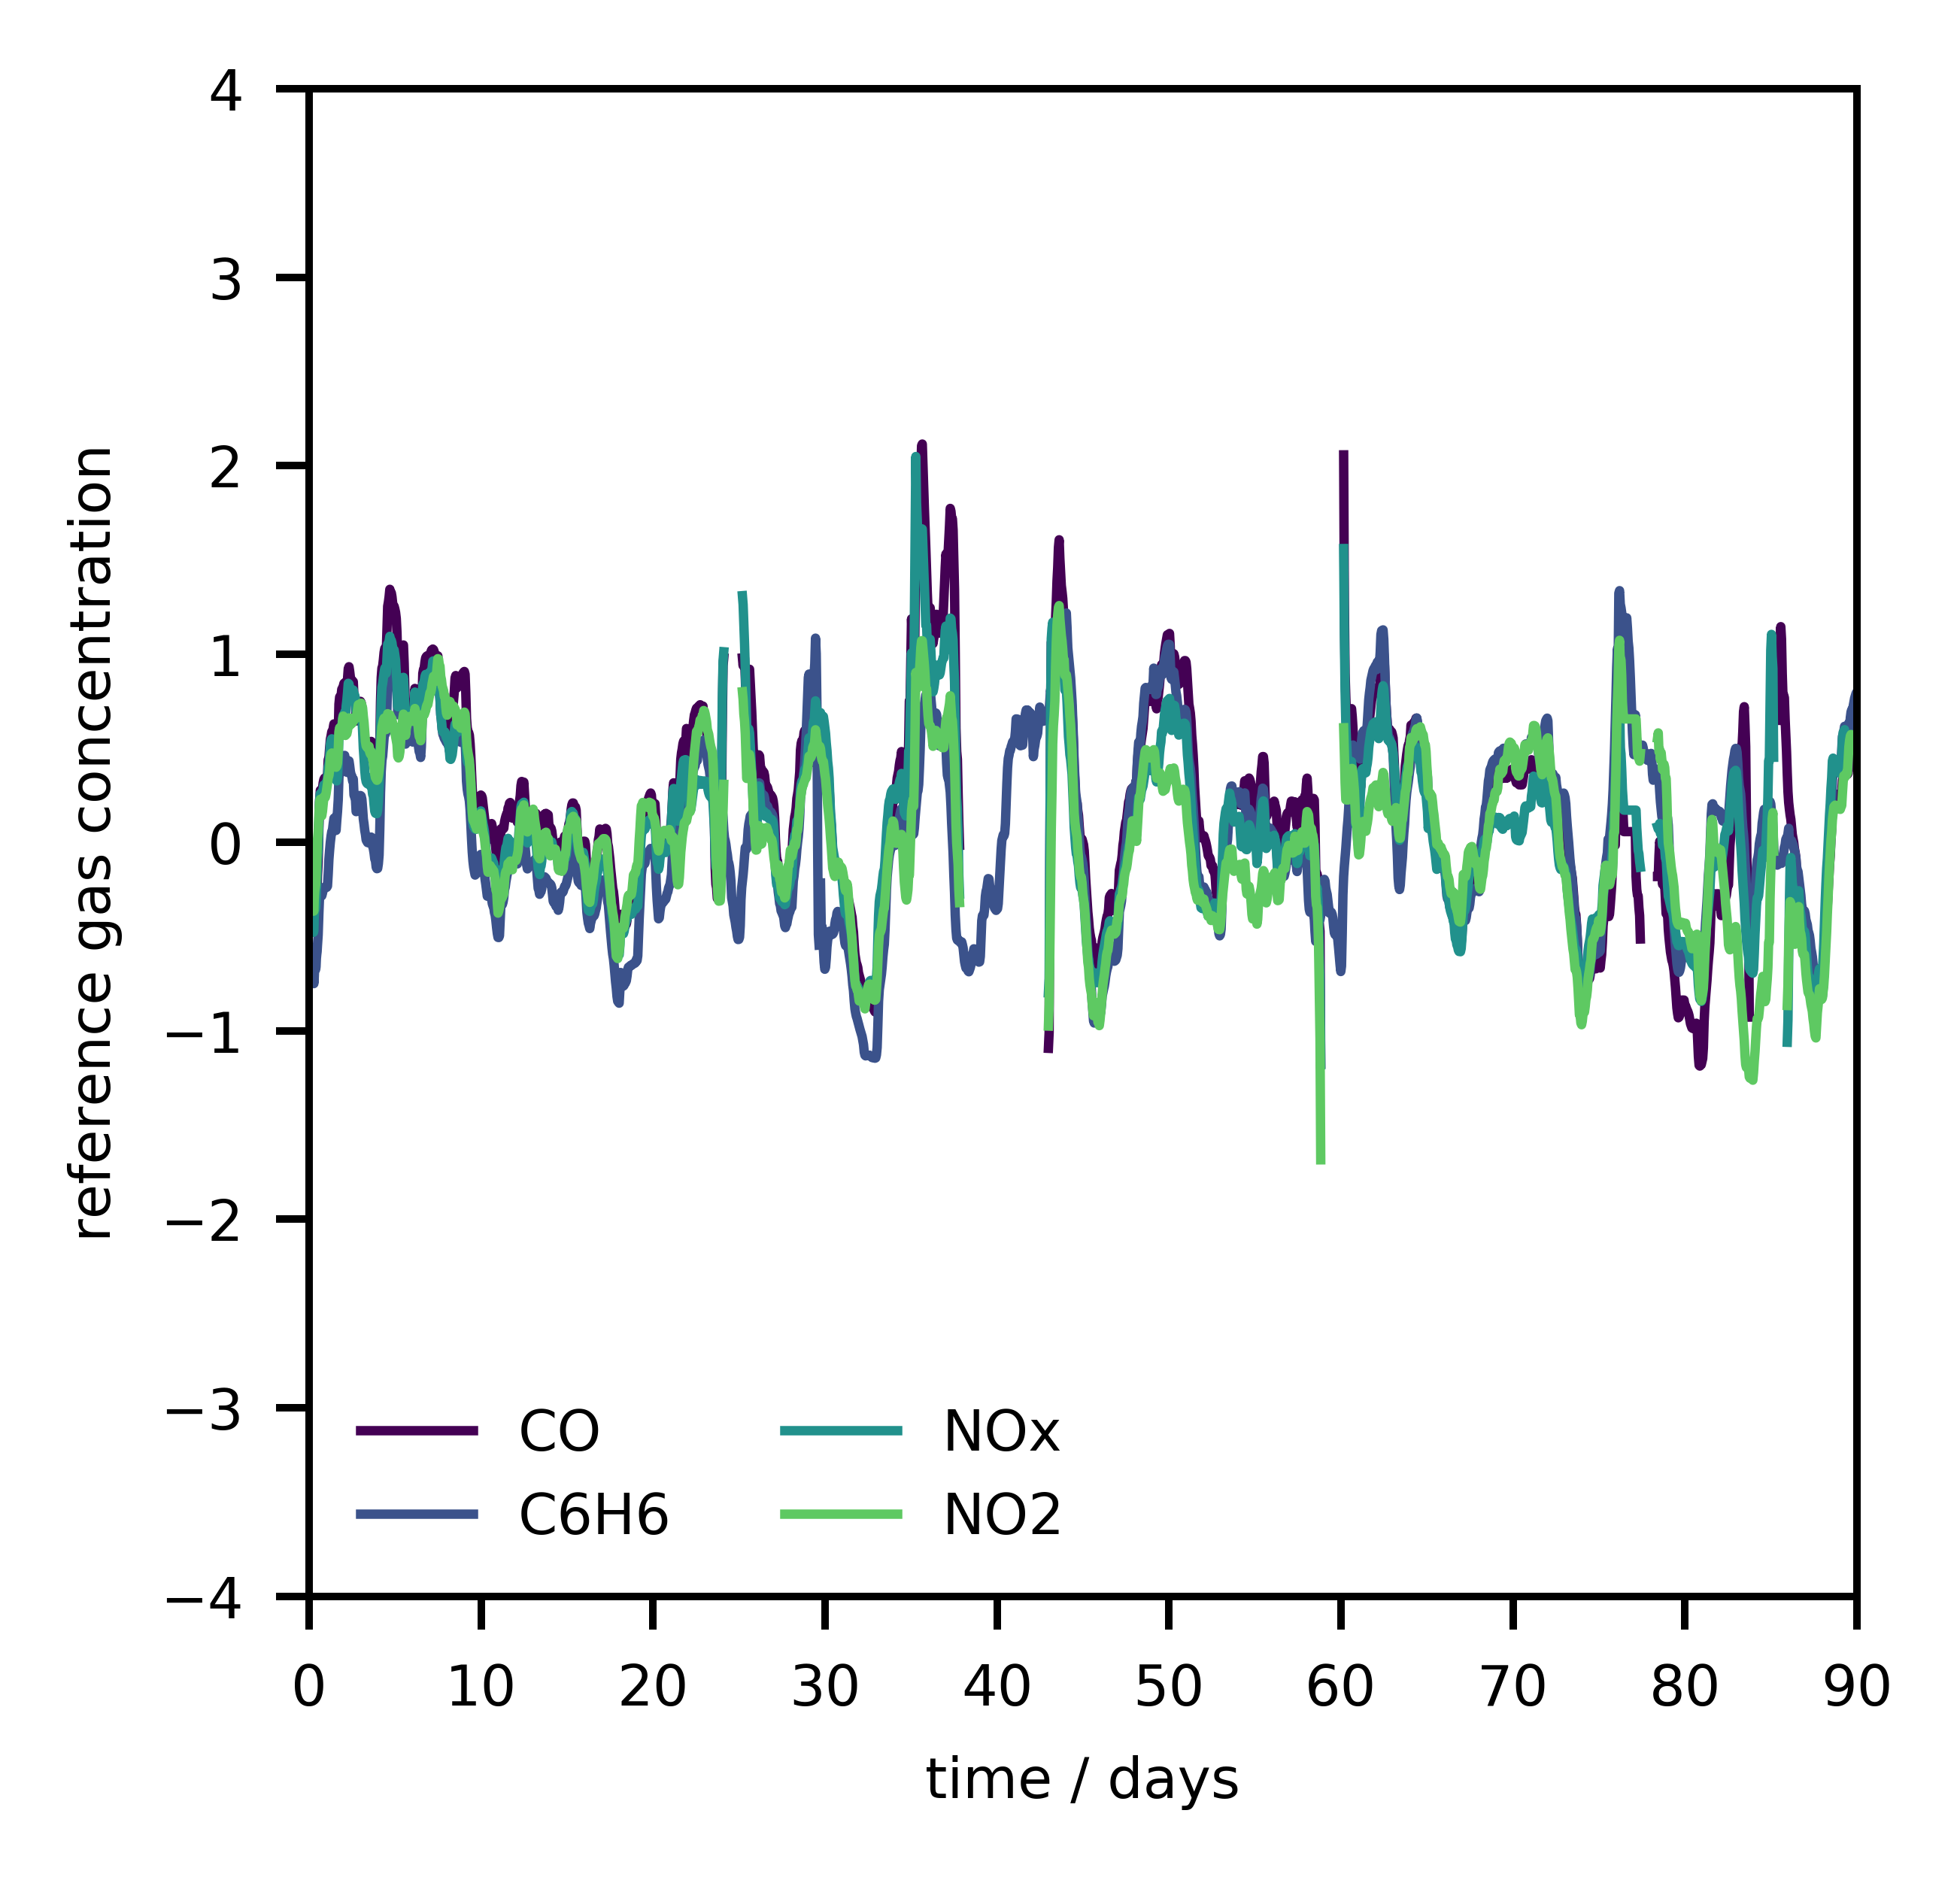 4
3
2
1
0
−1
−2
−3
−4
reference gas concentration
CO
NOx
C6H6
NO2
0 10 20 30 40 50 60 70 80 90
time / days